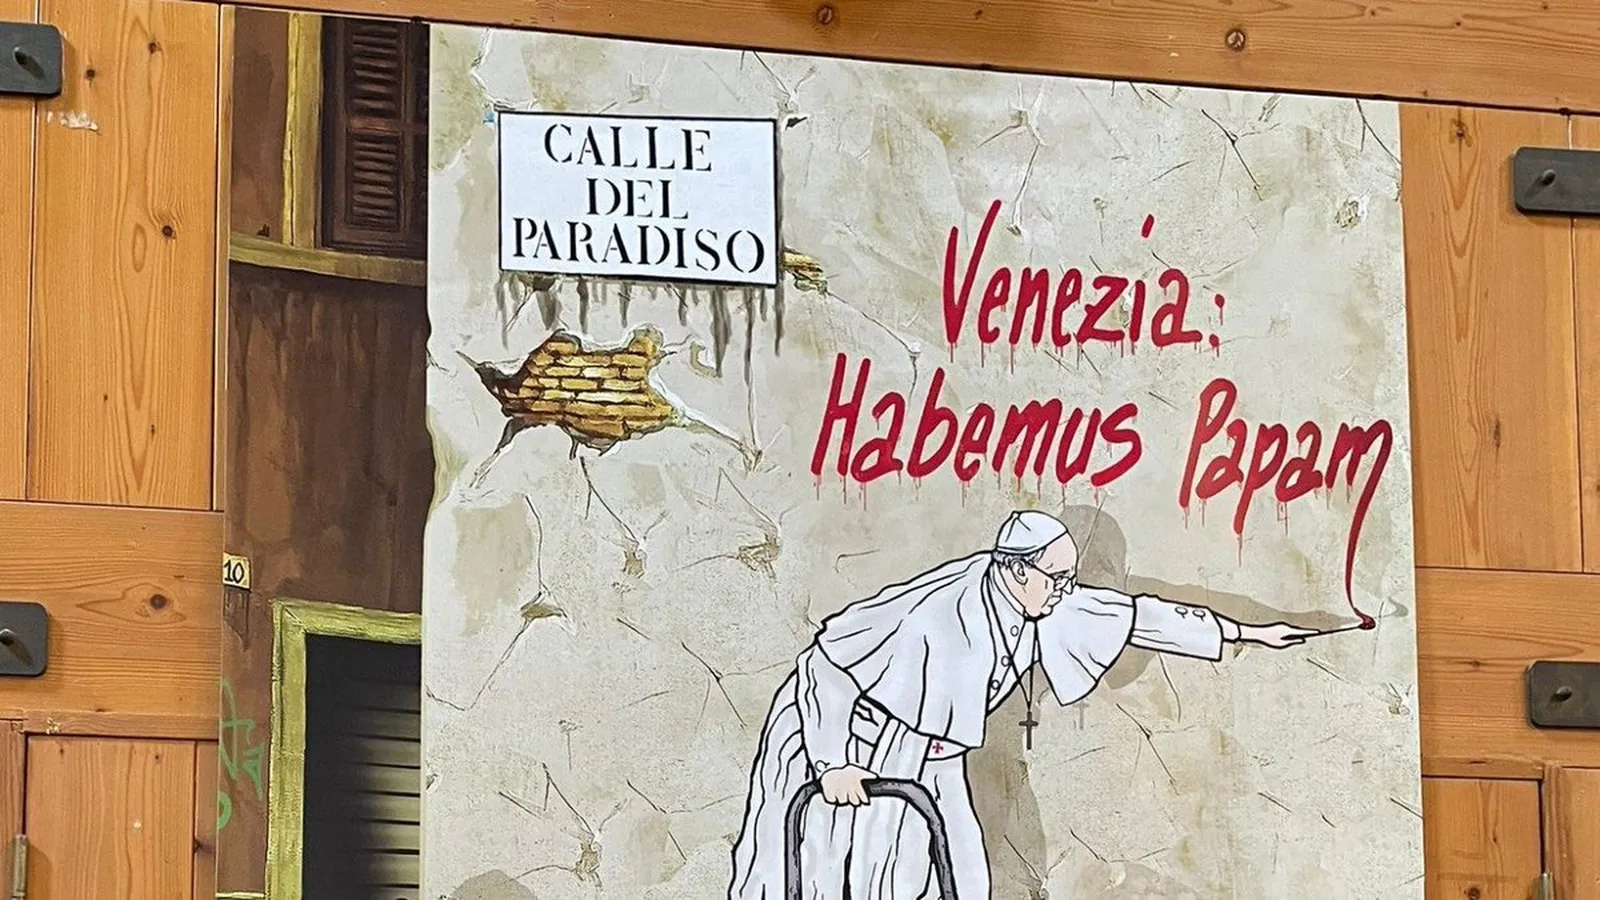 CALLE
DEL
PARADISO
Venezia:
Habemus Papam
10